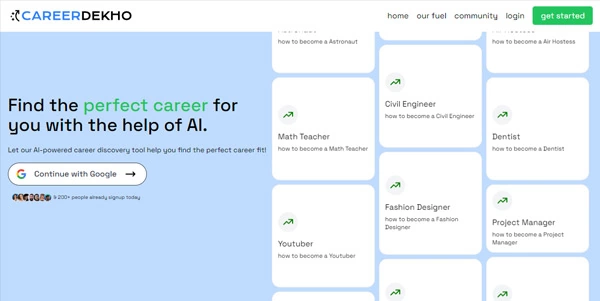 CAREERDEKHO
home
our fuel
community
login
get started
Find the perfect career for
you with the help of AI.
Let our AI-powered career discovery tool help you find the perfect career fit!
Continue with Google
200+ people already signup today
how to become a Astronaut
Math Teacher
how to become a Math Teacher
Youtuber
how to become a Youtuber
Civil Engineer
how to become a Civil Engineer
Fashion Designer
how to become a Fashion
Designer
how to become a Air Hostess
Dentist
how to become a Dentist
Project Manager
how to become a Project
Manager